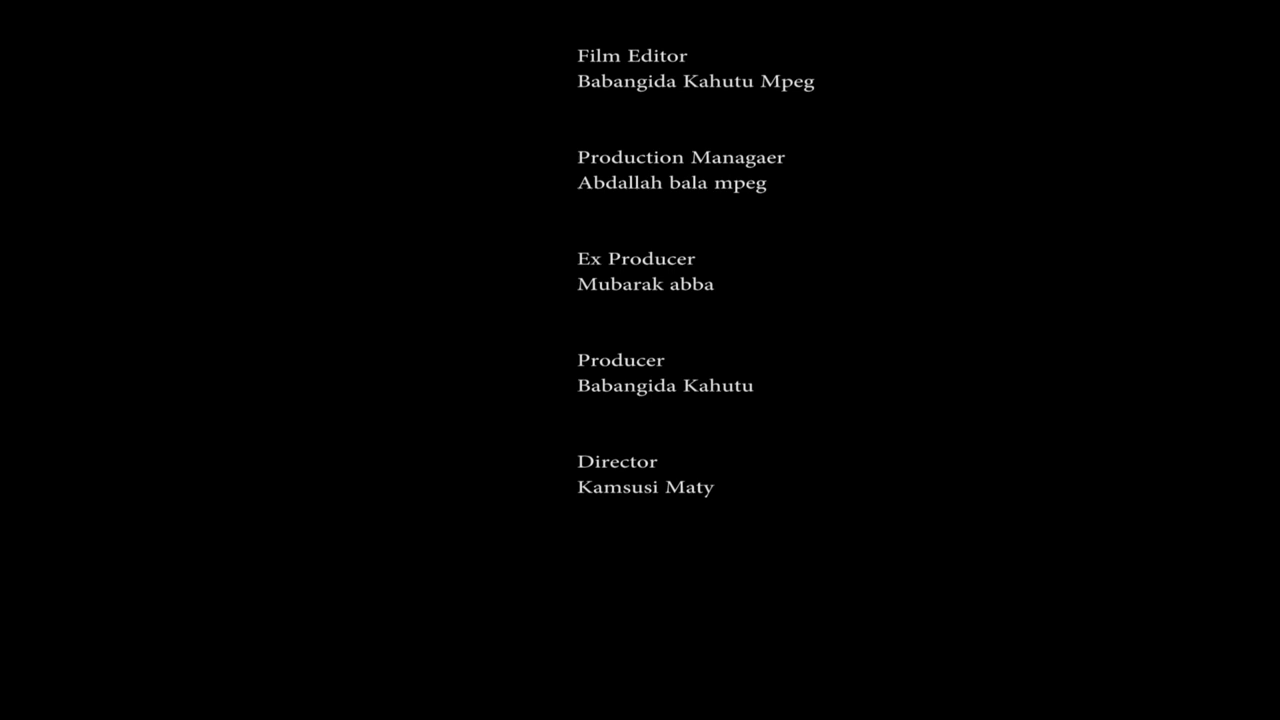 Film Editor
Babangida Kahutu Mpeg
Production Managaer
Abdallah bala mpeg
Ex Producer
Mubarak abba
Producer
Babangida Kahutu
Director
Kamsusi Maty